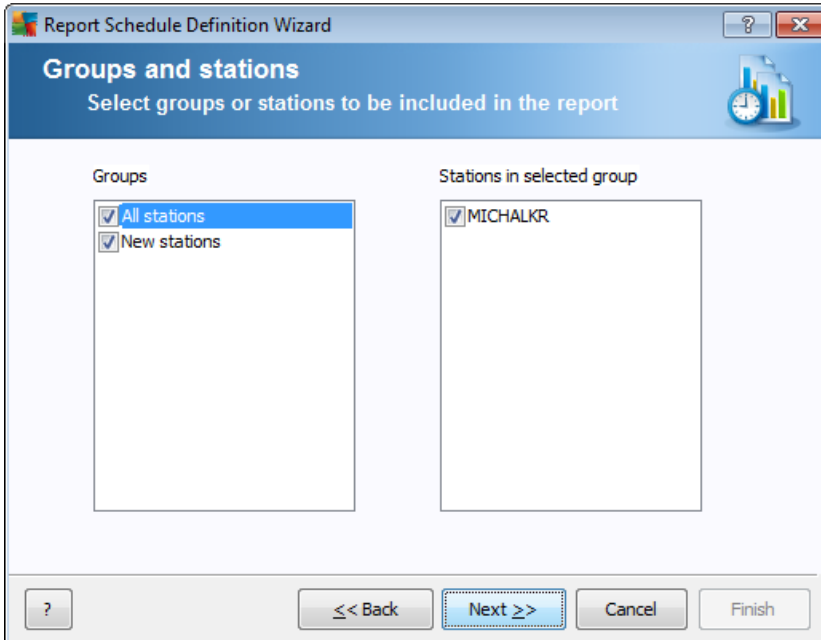 Report Schedule Definition Wizard
?
Groups and stations
Select groups or stations to be included in the report
Groups
Stations in selected group
All stations
MICHALKR
New stations
?
<< Back
Next >>
Cancel
Finish